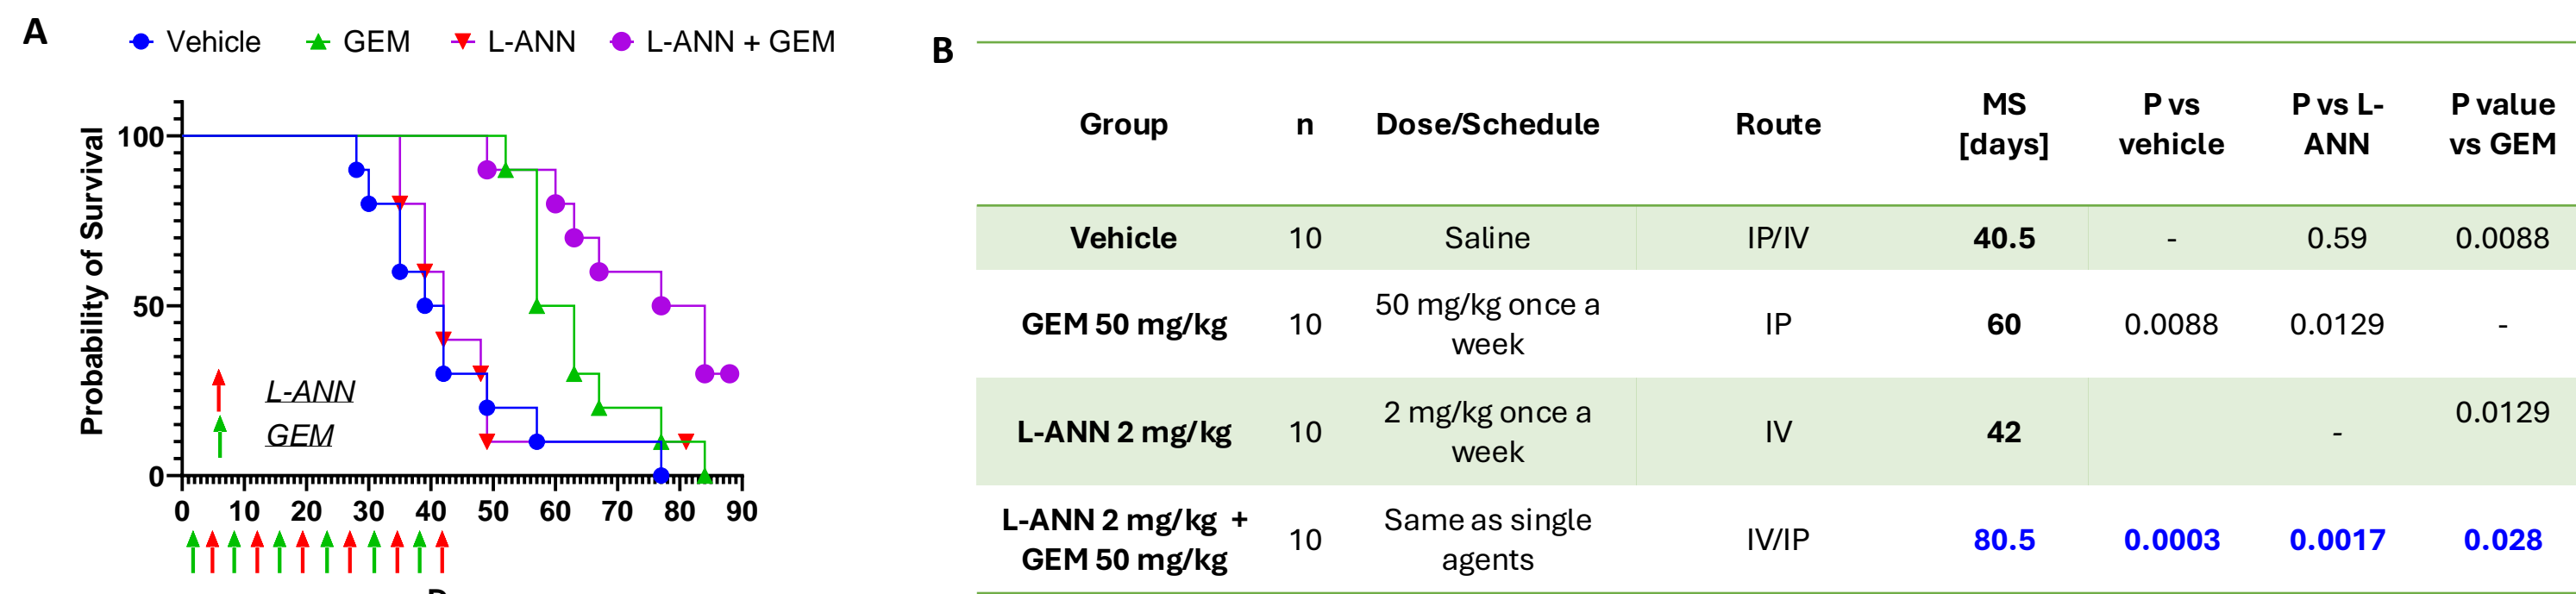 A
Vehicle GEM L-ANN L-ANN + GEM
Probability of Survival
100
50
0
L-ANN
GEM
0 10 20 30 40 50 60 70 80 90
B
Group n Dose/Schedule Route MS [days] P vs vehicle P vs L-ANN P value vs GEM
Vehicle 10 Saline IP/IV 40.5 - 0.59 0.0088
GEM 50 mg/kg 10 50 mg/kg once a week IP 60 0.0088 0.0129 -
L-ANN 2 mg/kg 10 2 mg/kg once a week IV 42 - 0.0129
L-ANN 2 mg/kg + GEM 50 mg/kg 10 Same as single agents IV/IP 80.5 0.0003 0.0017 0.028